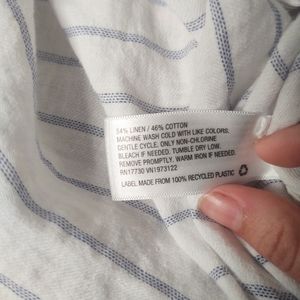 54% LINEN / 46% COTTON
MACHINE WASH COLD WITH LIKE COLORS,
GENTLE CYCLE. ONLY NON-CHLORINE
BLEACH IF NEEDED. TUMBLE DRY LOW.
REMOVE PROMPTLY. WARM IRON IF NEEDED.
RN17730 VN1973122
LABEL MADE FROM 100% RECYCLED PLASTIC